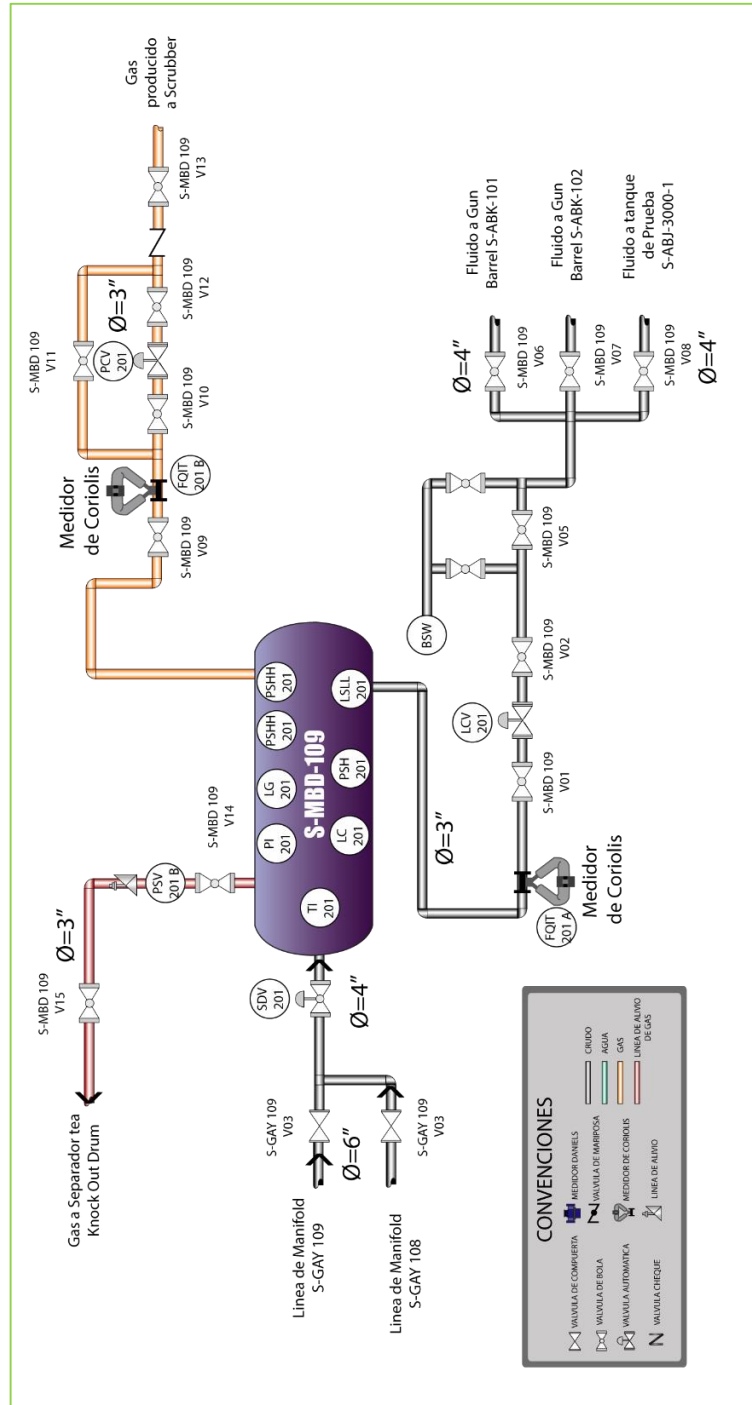 Gas a Separador tea
Knock Out Drum
S-MBD 109
V15
Ø=3"
PSV
201 B
S-MBD 109
V14
Linea de Manifold
S-GAY 109
Ø=6"
S-GAY 109
V03
Linea de Manifold
S-GAY 108
S-GAY 109
V03
SDV
201
Ø=4"
S-MBD-109
TI
201
PI
201
LG
201
PSHH
201
PSHH
201
LC
201
PSH
201
LSLL
201
Medidor
de Coriolis
S-MBD 109
V09
FQIT
201 B
S-MBD 109
V10
S-MBD 109
V11
PCV
201
Ø=3"
S-MBD 109
V12
S-MBD 109
V13
Gas
producido
a Scrubber
Ø=3"
FQIT
201 A
Medidor
de Coriolis
S-MBD 109
V01
LCV
201
S-MBD 109
V02
BSW
S-MBD 109
V05
Ø=4"
S-MBD 109
V06
S-MBD 109
V07
S-MBD 109
V08
Ø=4"
Fluido a Gun
Barrel S-ABK-101
Fluido a Gun
Barrel S-ABK-102
Fluido a tanque
de Prueba
S-ABJ-3000-1
CONVENCIONES
VALVULA DE COMPUERTA
VALVULA DE BOLA
VALVULA AUTOMATICA
VALVULA CHEQUE
MEDIDOR DANIELS
VALVULA DE MARIPOSA
MEDIDOR DE CORIOLIS
LINEA DE ALIVIO
CRUDO
AGUA
GAS
LINEA DE ALIVIO
DE GAS